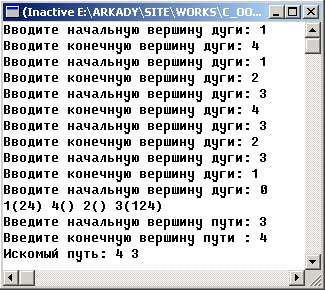 (Inactive E:\ARKADY\SITE\WORKS\C_OO...
Вводите начальную вершину дуги: 1
Вводите конечную вершину дуги: 4
Вводите начальную вершину дуги: 1
Вводите конечную вершину дуги: 2
Вводите начальную вершину дуги: 3
Вводите конечную вершину дуги: 4
Вводите начальную вершину дуги: 3
Вводите конечную вершину дуги: 2
Вводите начальную вершину дуги: 3
Вводите конечную вершину дуги: 1
Вводите начальную вершину дуги: 0
1(24) 4() 2() 3(124)
Введите начальную вершину пути: 3
Введите конечную вершину пути : 4
Искомый путь: 4 3